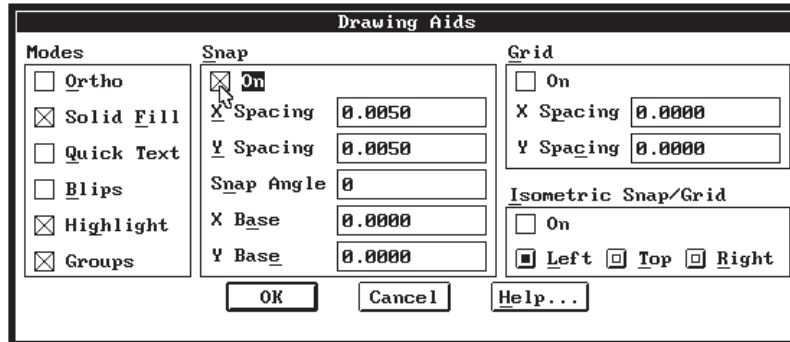 Drawing Aids
Modes
Ortho
Solid Fill
Quick Text
Blips
Highlight
Groups
Snap
On
X Spacing 0.0050
Y Spacing 0.0050
Snap Angle 0
X Base 0.0000
Y Base 0.0000
Grid
On
X Spacing 0.0000
Y Spacing 0.0000
Isometric Snap/Grid
On
Left Top Right
OK Cancel Help...